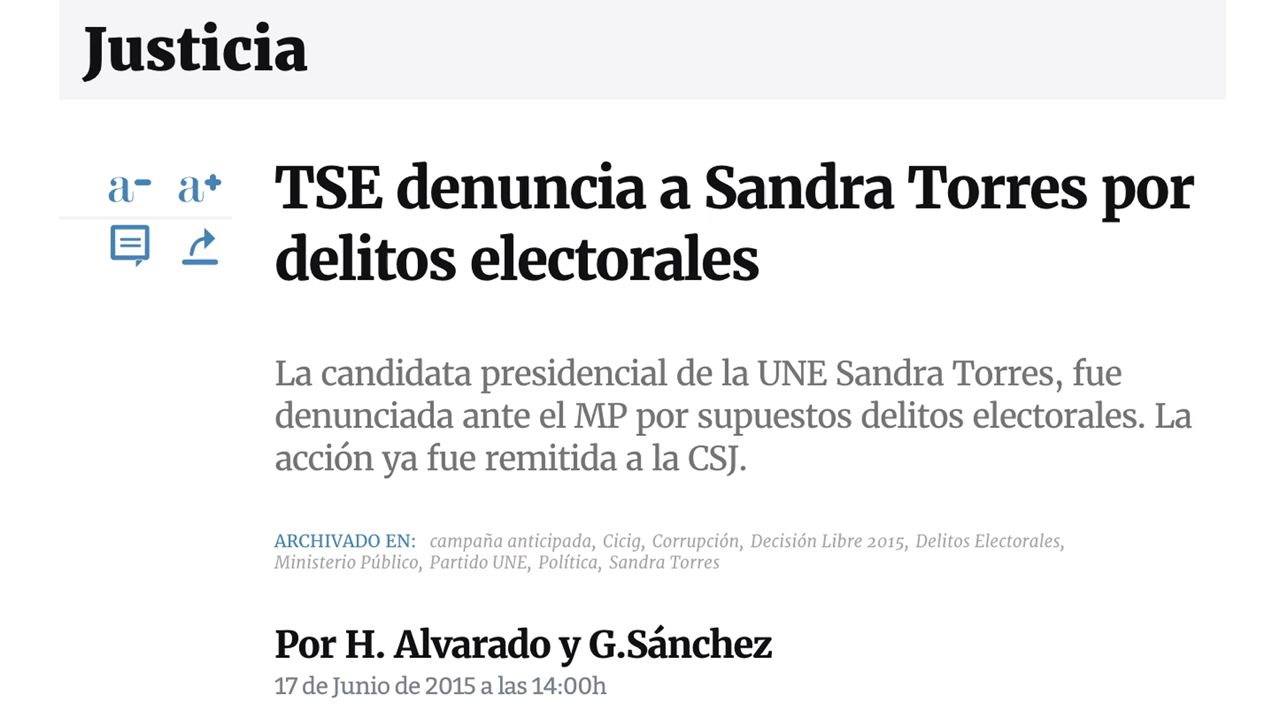 Justicia
a- a+
TSE denuncia a Sandra Torres por
delitos electorales
La candidata presidencial de la UNE Sandra Torres, fue
denunciada ante el MP por supuestos delitos electorales. La
acción ya fue remitida a la CSJ.
ARCHIVADO EN: campaña anticipada, Cicig, Corrupción, Decisión Libre 2015, Delitos Electorales,
Ministerio Público, Partido UNE, Política, Sandra Torres
Por H. Alvarado y G.Sánchez
17 de Junio de 2015 a las 14:00h